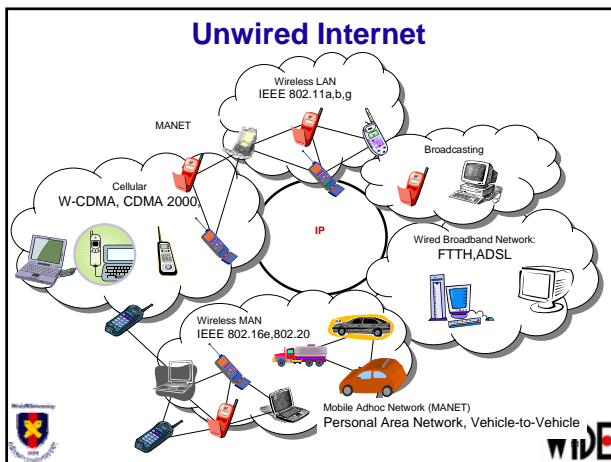 Unwired Internet
Wireless LAN
IEEE 802.11a,b,g
MANET
Broadcasting
Cellular
W-CDMA, CDMA 2000,
IP
Wired Broadband Network:
FTTH,ADSL
Wireless MAN
IEEE 802.16e,802.20
Mobile Adhoc Network (MANET)
Personal Area Network, Vehicle-to-Vehicle
WIDE